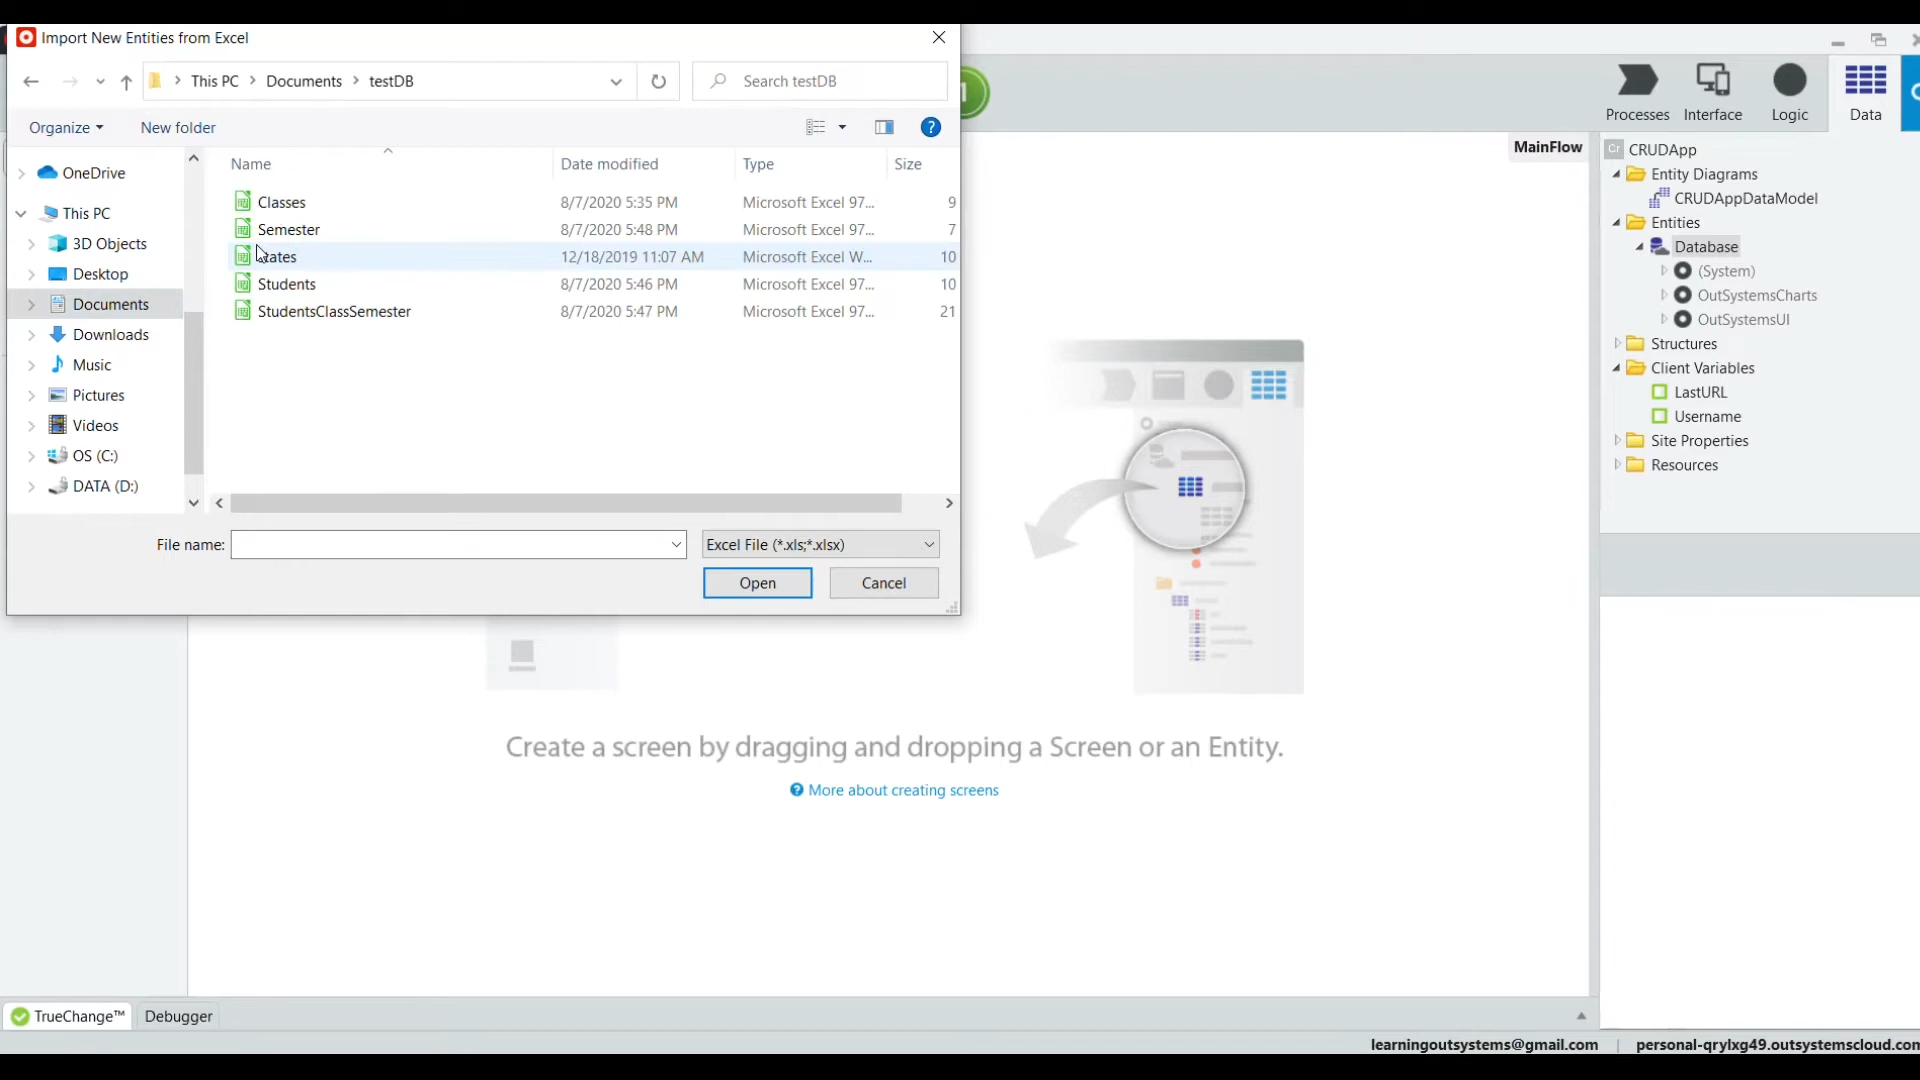 Import New Entities from Excel
This PC
Documents
testDB
Search testDB
Organize
New folder
Name
Date modified
Type
Size
OneDrive
This PC
3D Objects
Desktop
Documents
Downloads
Music
Pictures
Videos
OS (C:)
DATA (D:)
Classes 8/7/2020 5:35 PM Microsoft Excel 97... 9
Semester 8/7/2020 5:48 PM Microsoft Excel 97... 7
tates 12/18/2019 11:07 AM Microsoft Excel W... 10
Students 8/7/2020 5:46 PM Microsoft Excel 97... 10
StudentsClassSemester 8/7/2020 5:47 PM Microsoft Excel 97... 21
File name:
Excel File (*.xls;*.xlsx)
Open
Cancel
1
Processes
Interface
Logic
Data
MainFlow
Cr CRUDApp
Entity Diagrams
CRUDAppDataModel
Entities
Database
(System)
OutSystemsCharts
OutSystemsUI
Structures
Client Variables
LastURL
Username
Site Properties
Resources
Create a screen by dragging and dropping a Screen or an Entity.
More about creating screens
TrueChange™
Debugger
learningoutsystems@gmail.com
personal-qrylxg49.outsystemscloud.com